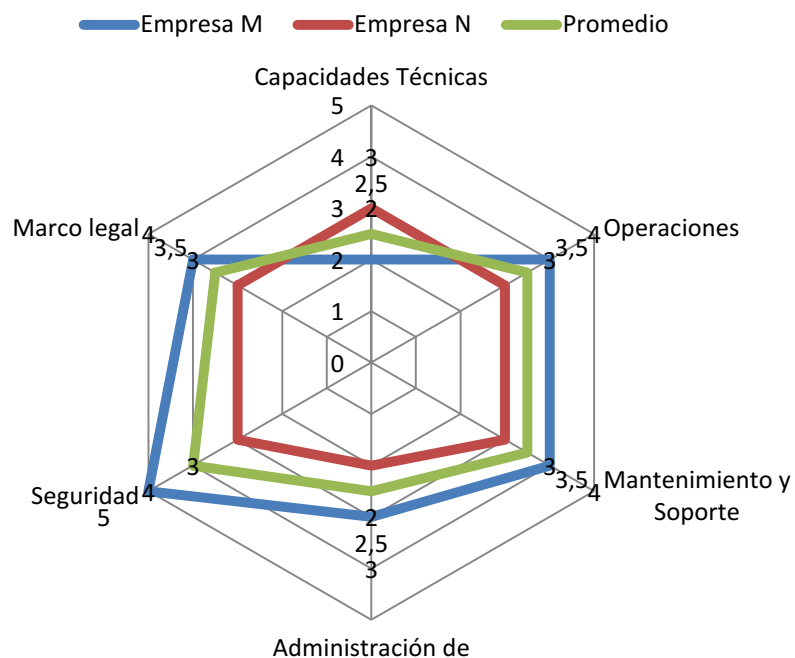 Empresa M Empresa N Promedio
Capacidades Técnicas
5
4 3
2,5
3 2
Marco legal 4 4 Operaciones
3,5 3,5
3 2 3
1
0
3 3
Seguridad 4 3,5 Mantenimiento y
5 4 Soporte
2
2,5
3
Administración de